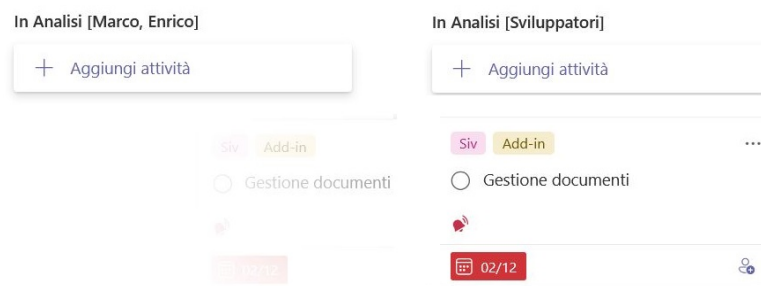 In Analisi [Marco, Enrico]
Aggiungi attività
Siv Add-in
Gestione documenti
02/12
In Analisi [Sviluppatori]
Aggiungi attività
Siv Add-in
Gestione documenti
02/12